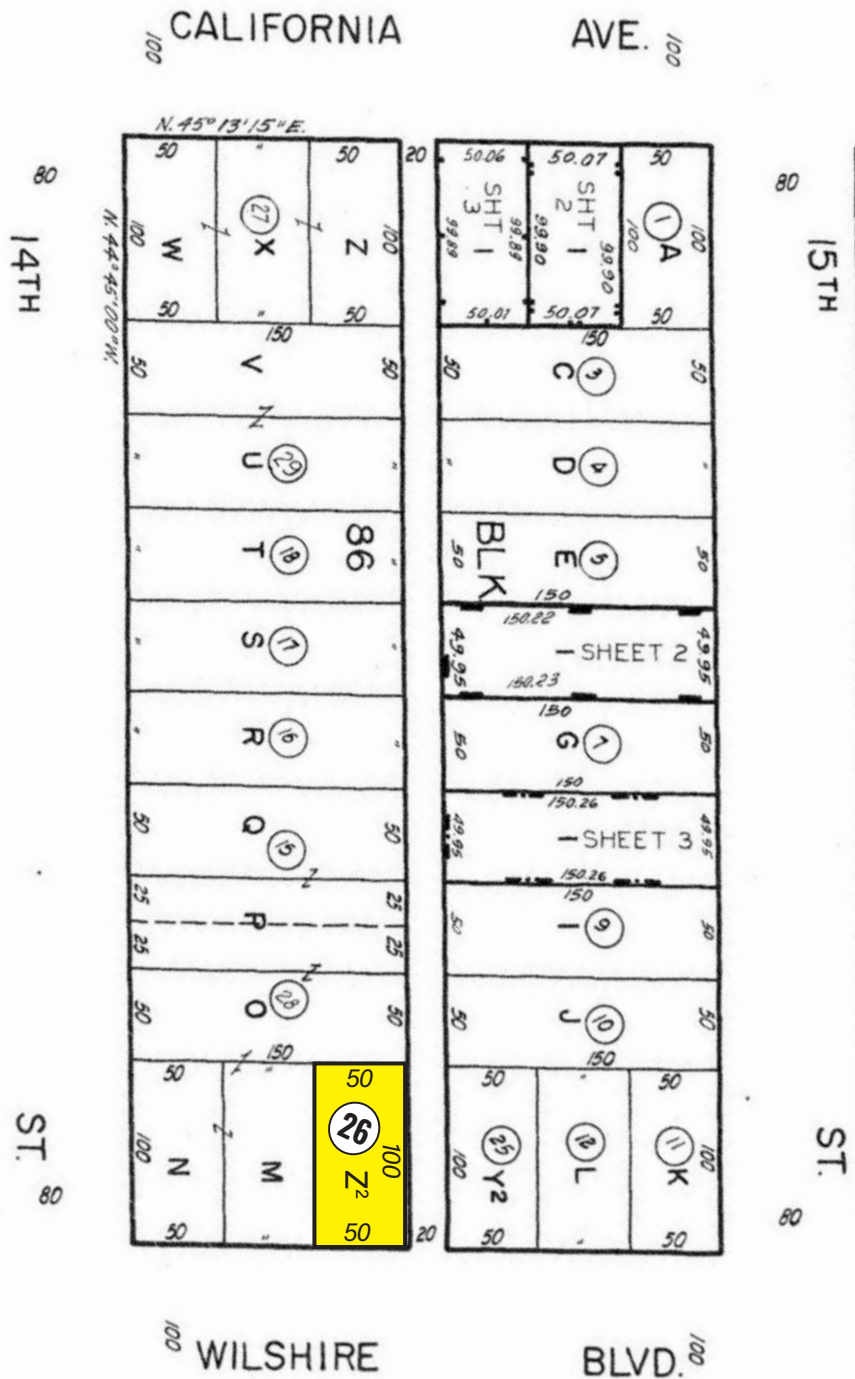 CALIFORNIA AVE.
100 100
N. 45° 13' 15" E.
50 " 50 20 50.06 50.07 50
80 80
14TH 15TH
N. 44° 45' 00" W.
100 W 27 X Z 100
99.89 SHT 3 1 99.89
99.90 SHT 2 1 99.90
100 1 A 100
50 " 50 50.01 50.07 50
150 150
50 V 50 50 C 3 50
" U 29 " " D 4 "
" T 18 " 86 BLK 50 E 5 50
150
150.22
" S 17 49.95 – SHEET 2 49.95
150.23
150
" R 16 " 50 G 7 50
150
150.26
50 Q 15 50 49.95 – SHEET 3 49.95
150.26
150
25 25
P
25 25
50 I 9 50
50 O 28 50 50 J 10 50
150 150
50 " 50 50 " 50
100 N M 26 Z² 100
100 25 Y² 12 L 11 K 100
50 " 50 20 50 " 50
ST. ST.
80 80
100 100
WILSHIRE BLVD.